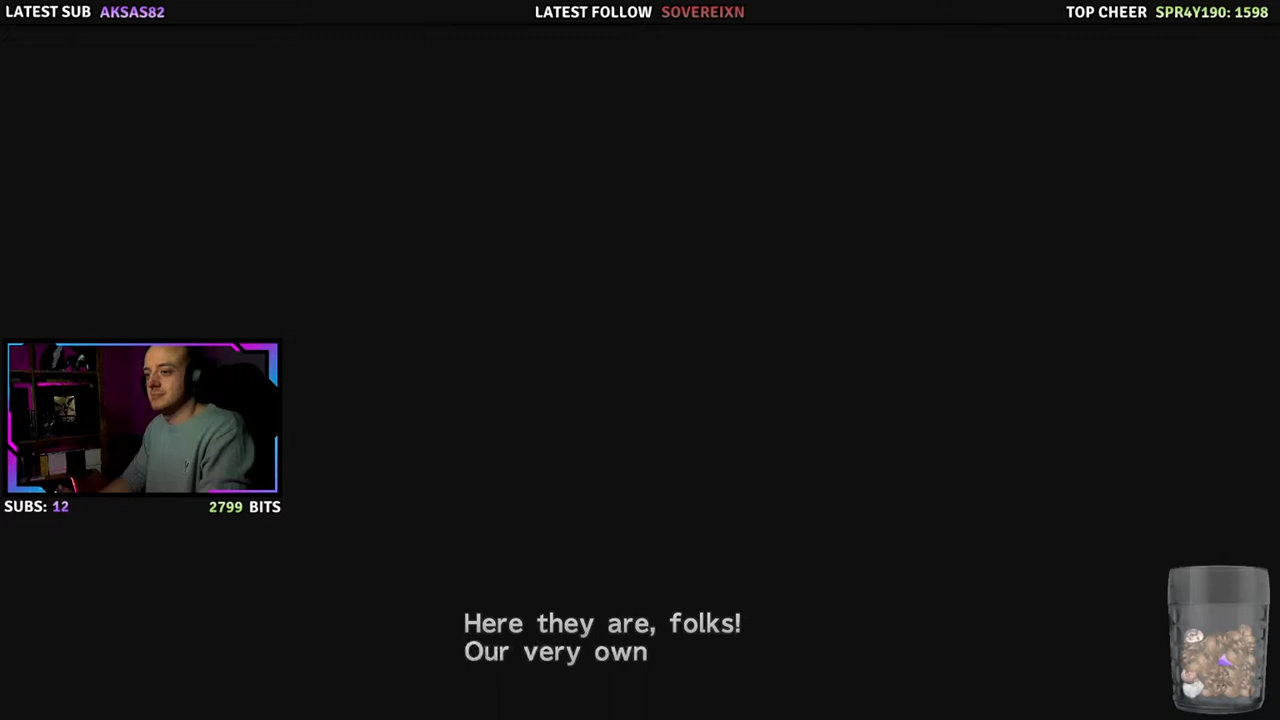 LATEST SUB AKSAS82
LATEST FOLLOW SOVEREIXN
TOP CHEER SPR4Y190: 1598
SUBS: 12
2799 BITS
Here they are, folks!
Our very own